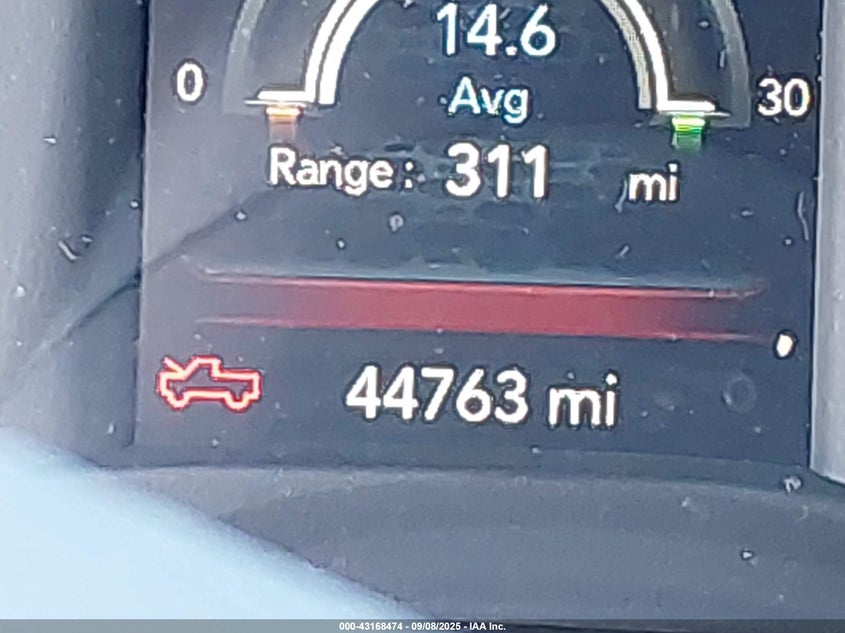 14.6
0 Avg 30
Range: 311 mi
44763 mi
000-43168474 - 09/08/2025 - IAA Inc.